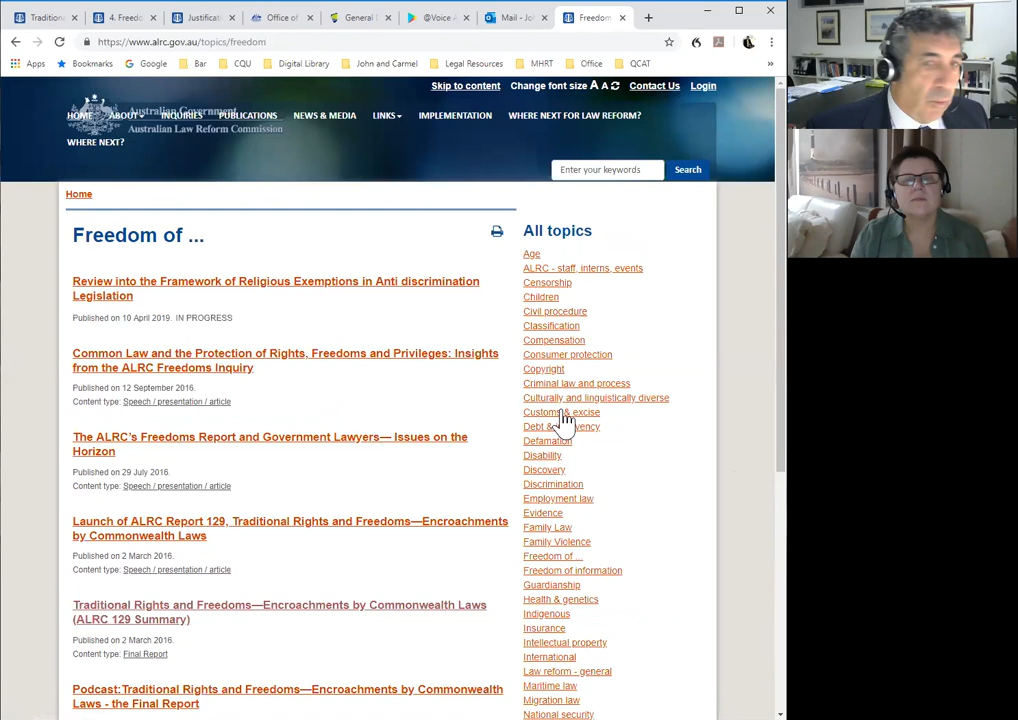 Traditiona
4. Freedo
Justificati
Office of
General
@Voice A
Mail - Jo
Freedom
https://www.alrc.gov.au/topics/freedom
Apps Bookmarks Google Bar CQU Digital Library John and Carmel Legal Resources MHRT Office QCAT
Skip to content Change font size A A Contact Us Login
Australian Government
Australian Law Reform Commission
HOME ABOUT INQUIRIES PUBLICATIONS NEWS & MEDIA LINKS IMPLEMENTATION WHERE NEXT FOR LAW REFORM?
WHERE NEXT?
Enter your keywords Search
Home
Freedom of ...
Review into the Framework of Religious Exemptions in Anti discrimination
Legislation
Published on 10 April 2019. IN PROGRESS
Common Law and the Protection of Rights, Freedoms and Privileges: Insights
from the ALRC Freedoms Inquiry
Published on 12 September 2016.
Content type: Speech / presentation / article
The ALRC's Freedoms Report and Government Lawyers— Issues on the
Horizon
Published on 29 July 2016.
Content type: Speech / presentation / article
Launch of ALRC Report 129, Traditional Rights and Freedoms—Encroachments
by Commonwealth Laws
Published on 2 March 2016.
Content type: Speech / presentation / article
Traditional Rights and Freedoms—Encroachments by Commonwealth Laws
(ALRC 129 Summary)
Published on 2 March 2016.
Content type: Final Report
Podcast:Traditional Rights and Freedoms—Encroachments by Commonwealth
Laws - the Final Report
All topics
Age
ALRC - staff, interns, events
Censorship
Children
Civil procedure
Classification
Compensation
Consumer protection
Copyright
Criminal law and process
Culturally and linguistically diverse
Customs & excise
Debt & insolvency
Defamation
Disability
Discovery
Discrimination
Employment law
Evidence
Family Law
Family Violence
Freedom of ...
Freedom of information
Guardianship
Health & genetics
Indigenous
Insurance
Intellectual property
International
Law reform - general
Maritime law
Migration law
National security